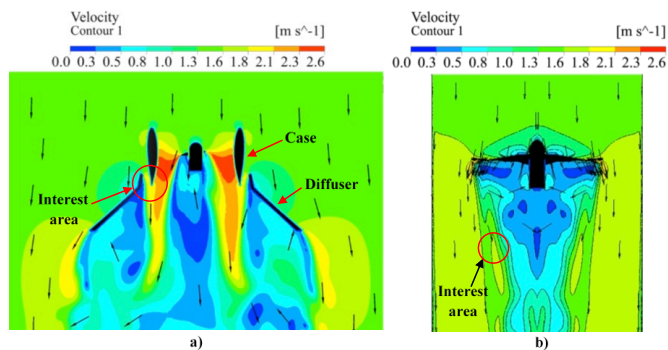 Velocity
Contour 1
[m s^-1]
0.0 0.3 0.5 0.8 1.0 1.3 1.6 1.8 2.1 2.3 2.6
Case
Diffuser
Interest
area
a)
Velocity
Contour 1
[m s^-1]
0.0 0.3 0.5 0.8 1.0 1.3 1.6 1.8 2.1 2.3 2.6
Interest
area
b)